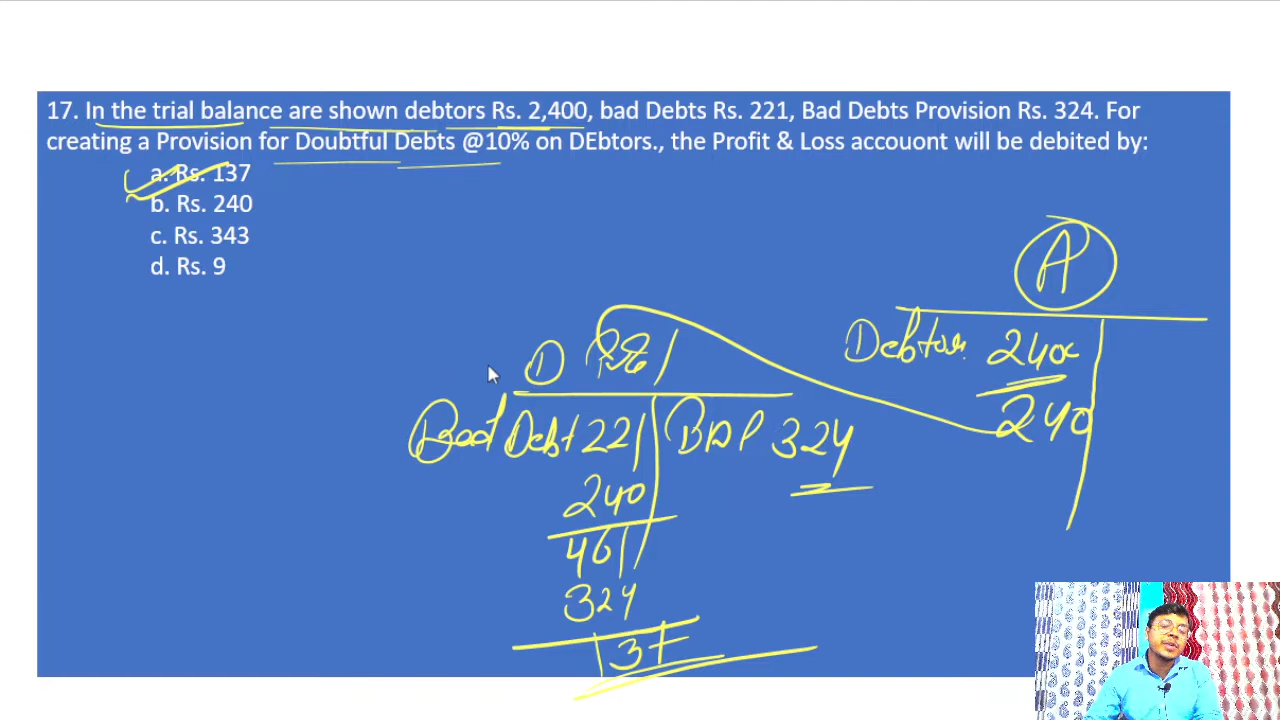 17. In the trial balance are shown debtors Rs. 2,400, bad Debts Rs. 221, Bad Debts Provision Rs. 324. For
creating a Provision for Doubtful Debts @10% on DEbtors., the Profit & Loss accouont will be debited by:
a. Rs. 137
b. Rs. 240
c. Rs. 343
d. Rs. 9
A
Debtors 2400
240
D
Bad Debt 221 BDP 324
240
461
324
137